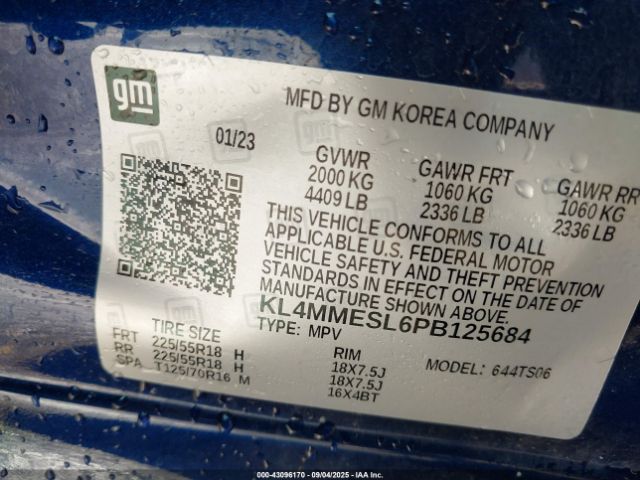 gm
MFD BY GM KOREA COMPANY
01/23
GVWR GAWR FRT GAWR RR
2000 KG 1060 KG 1060 KG
4409 LB 2336 LB 2336 LB
THIS VEHICLE CONFORMS TO ALL
APPLICABLE U.S. FEDERAL MOTOR
VEHICLE SAFETY AND THEFT PREVENTION
STANDARDS IN EFFECT ON THE DATE OF
MANUFACTURE SHOWN ABOVE.
KL4MMESL6PB125684
TYPE: MPV
TIRE SIZE RIM MODEL: 644TS06
FRT 225/55R18 H 18X7.5J
RR 225/55R18 H 18X7.5J
SPA T125/70R16 M 16X4BT
000-43096170 - 09/04/2025 - IAA Inc.